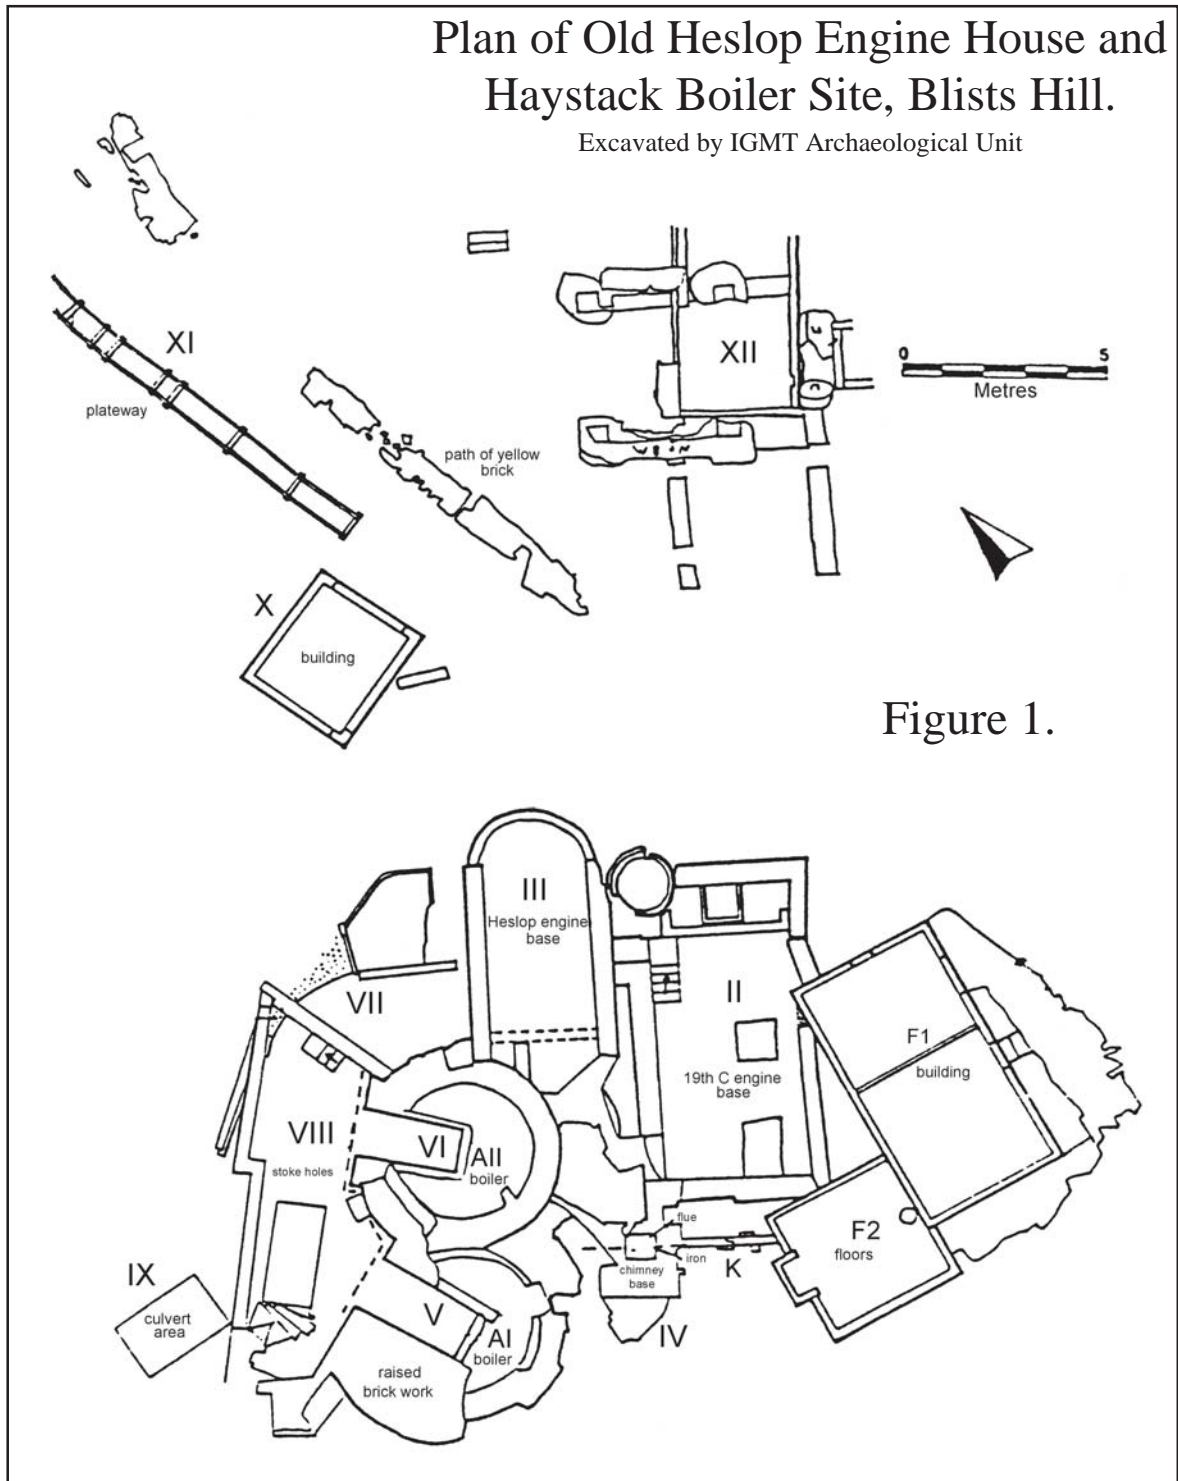 Plan of Old Heslop Engine House and
Haystack Boiler Site, Blists Hill.
Excavated by IGMT Archaeological Unit
XI
plateway
path of yellow
brick
XII
0 5
Metres
X
building
Figure 1.
III
Heslop engine
base
VII
II
19th C engine
base
F1
building
VIII
stoke holes
VI
AII
boiler
F2
floors
flue
iron
K
chimney
base
IV
IX
culvert
area
V
AI
boiler
raised
brick work